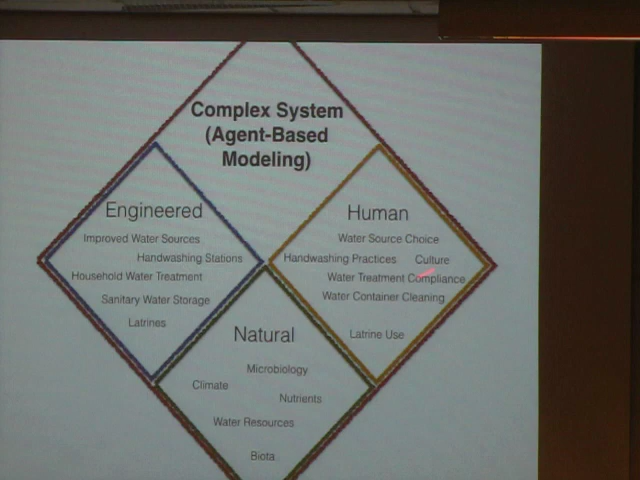 Complex System
(Agent-Based
Modeling)
Engineered
Improved Water Sources
Handwashing Stations
Household Water Treatment
Sanitary Water Storage
Latrines
Human
Water Source Choice
Handwashing Practices Culture
Water Treatment Compliance
Water Container Cleaning
Latrine Use
Natural
Microbiology
Climate
Nutrients
Water Resources
Biota